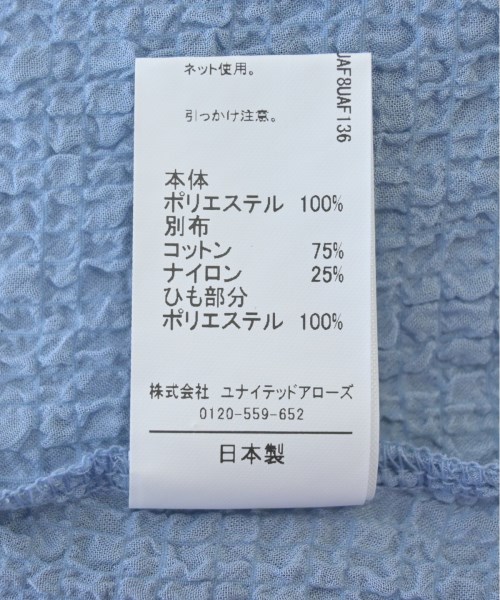 ネット使用。
引っかけ注意。
本体
ポリエステル 100%
別布
コットン 75%
ナイロン 25%
ひも部分
ポリエステル 100%
株式会社 ユナイテッドアローズ
0120-559-652
日本製
UAF8UAF136